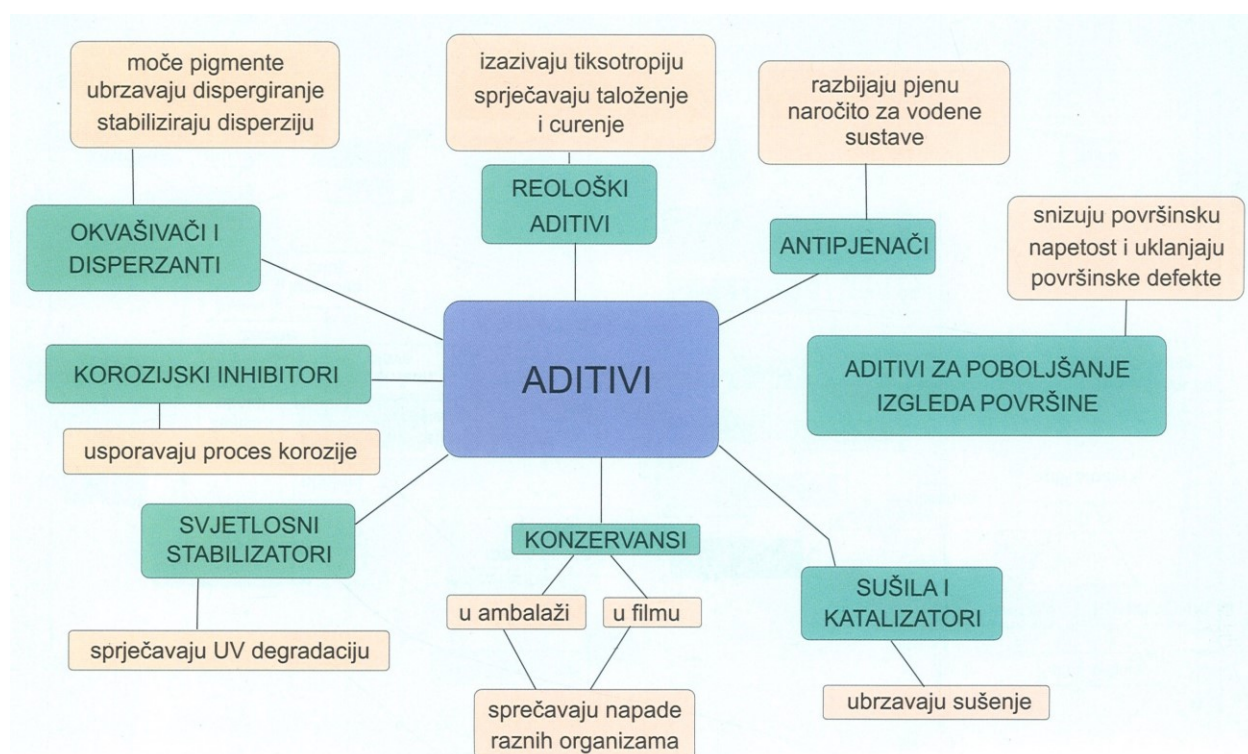 moče pigmente
ubrzavaju dispergiranje
stabiliziraju disperziju
izazivaju tiksotropiju
sprječavaju taloženje
i curenje
razbijaju pjenu
naročito za vodene
sustave
OKVAŠIVAČI I
DISPERZANTI
REOLOŠKI
ADITIVI
ANTIPJENAČI
snizuju površinsku
napetost i uklanjaju
površinske defekte
KOROZIJSKI INHIBITORI
ADITIVI
ADITIVI ZA POBOLJŠANJE
IZGLEDA POVRŠINE
usporavaju proces korozije
SVJETLOSNI
STABILIZATORI
KONZERVANSI
SUŠILA I
KATALIZATORI
u ambalaži
u filmu
sprječavaju UV degradaciju
ubrzavaju sušenje
sprečavaju napade
raznih organizama